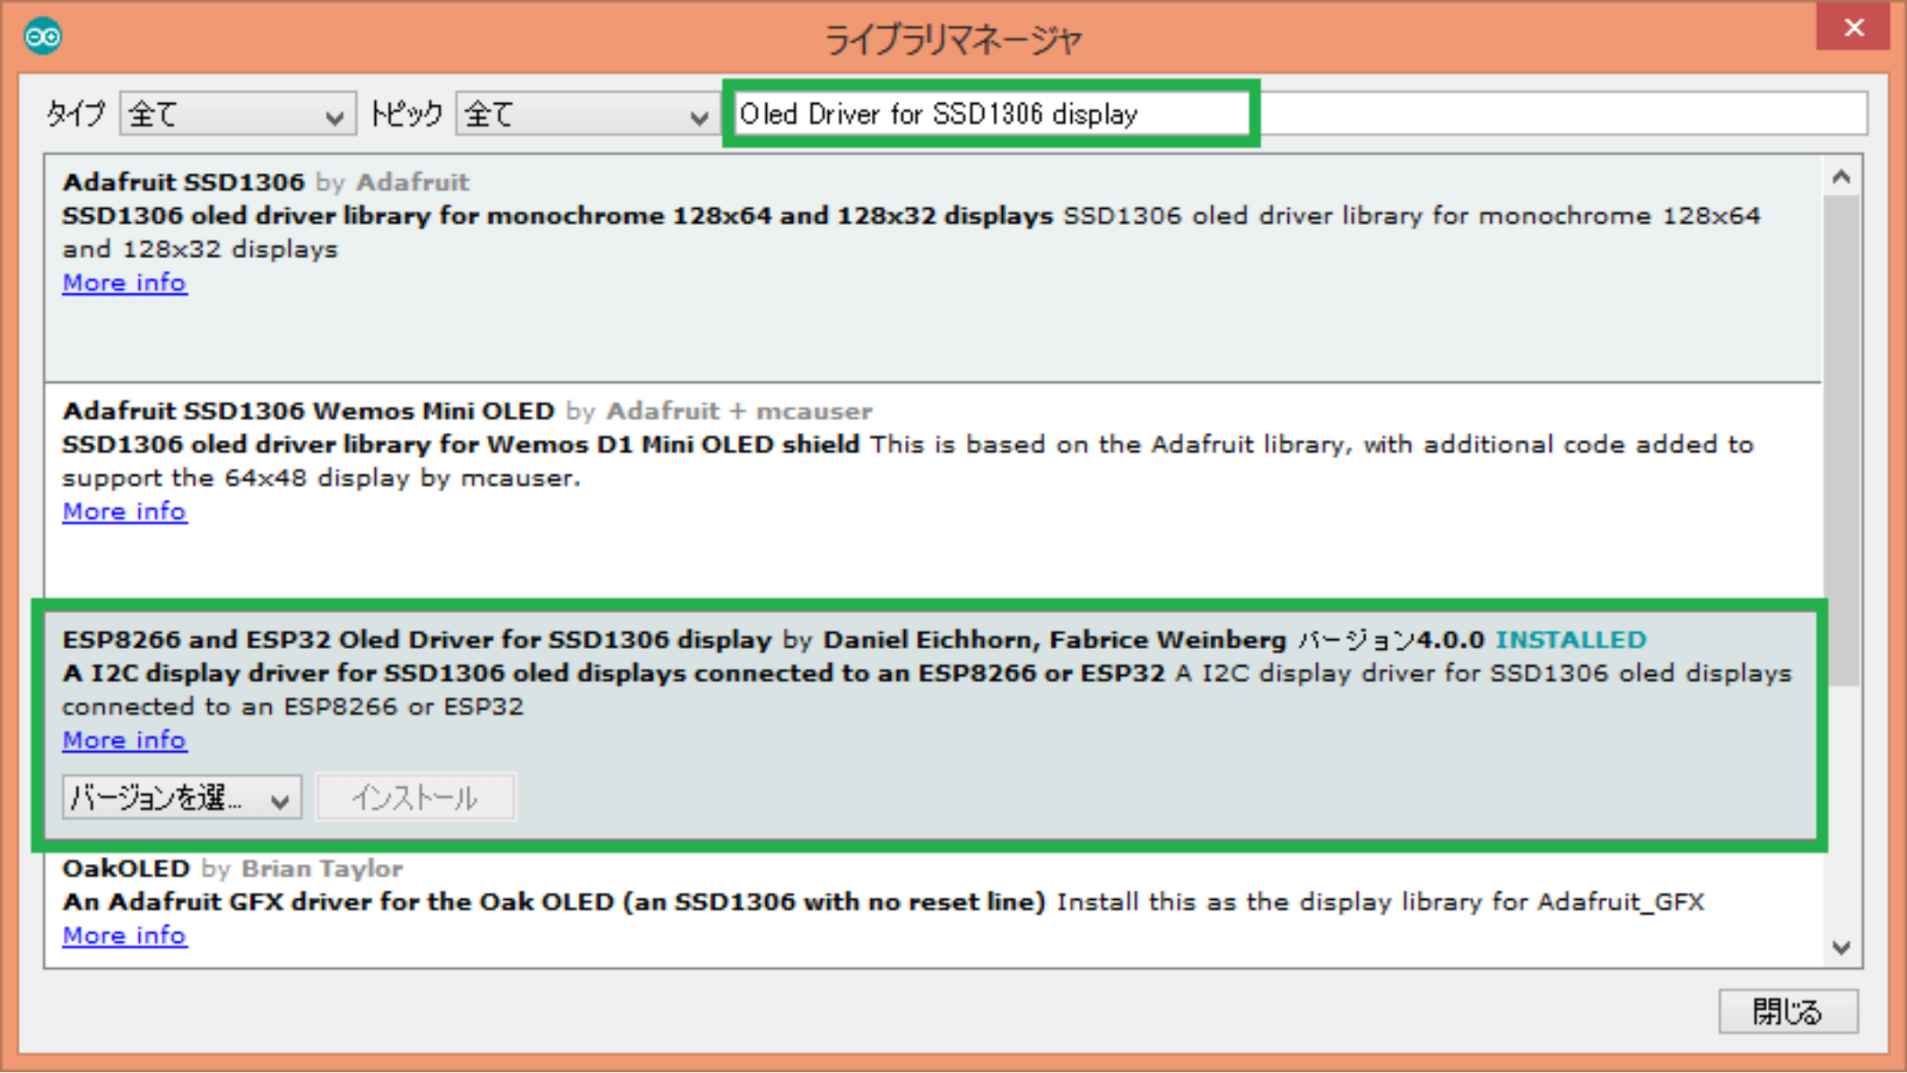 ライブラリマネージャ
タイプ 全て トピック 全て Oled Driver for SSD1306 display
Adafruit SSD1306 by Adafruit
SSD1306 oled driver library for monochrome 128x64 and 128x32 displays SSD1306 oled driver library for monochrome 128x64
and 128x32 displays
More info
Adafruit SSD1306 Wemos Mini OLED by Adafruit + mcauser
SSD1306 oled driver library for Wemos D1 Mini OLED shield This is based on the Adafruit library, with additional code added to
support the 64x48 display by mcauser.
More info
ESP8266 and ESP32 Oled Driver for SSD1306 display by Daniel Eichhorn, Fabrice Weinberg バージョン4.0.0 INSTALLED
A I2C display driver for SSD1306 oled displays connected to an ESP8266 or ESP32 A I2C display driver for SSD1306 oled displays
connected to an ESP8266 or ESP32
More info
バージョンを選... インストール
OakOLED by Brian Taylor
An Adafruit GFX driver for the Oak OLED (an SSD1306 with no reset line) Install this as the display library for Adafruit_GFX
More info
閉じる